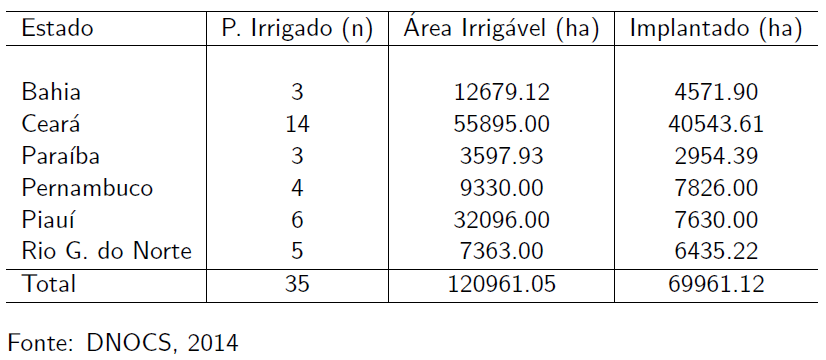 Estado P. Irrigado (n) Área Irrigável (ha) Implantado (ha)
Bahia 3 12679.12 4571.90
Ceará 14 55895.00 40543.61
Paraíba 3 3597.93 2954.39
Pernambuco 4 9330.00 7826.00
Piauí 6 32096.00 7630.00
Rio G. do Norte 5 7363.00 6435.22
Total 35 120961.05 69961.12
Fonte: DNOCS, 2014